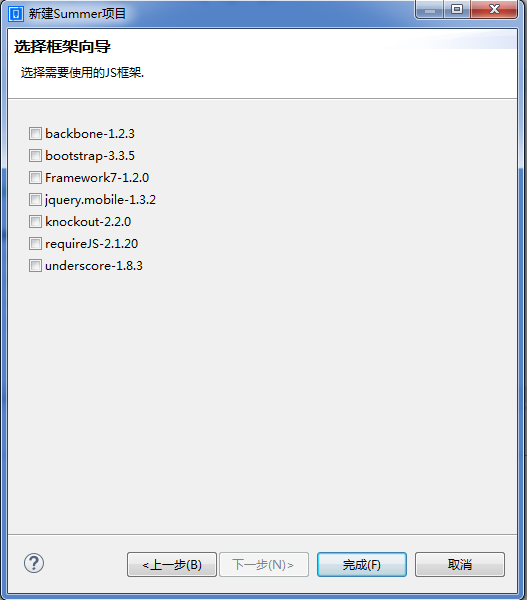 新建Summer项目
选择框架向导
选择需要使用的JS框架.
backbone-1.2.3
bootstrap-3.3.5
Framework7-1.2.0
jquery.mobile-1.3.2
knockout-2.2.0
requireJS-2.1.20
underscore-1.8.3
<上一步(B) 下一步(N)> 完成(F) 取消